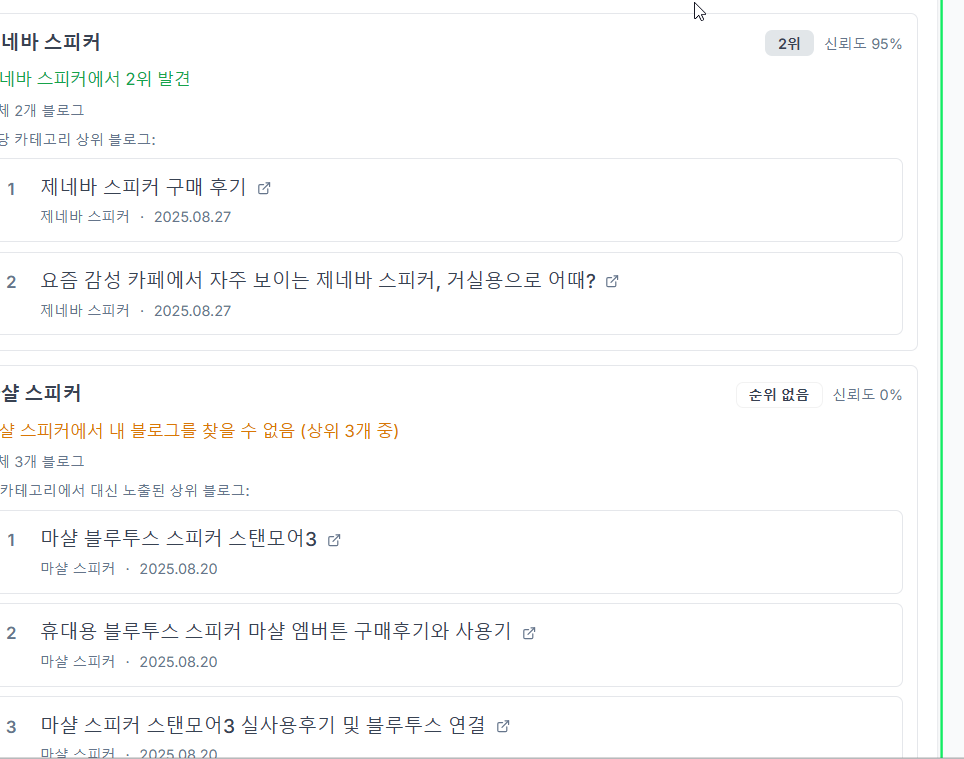 네바 스피커
2위 신뢰도 95%
네바 스피커에서 2위 발견
체 2개 블로그
당 카테고리 상위 블로그:
1 제네바 스피커 구매 후기
제네바 스피커 · 2025.08.27
2 요즘 감성 카페에서 자주 보이는 제네바 스피커, 거실용으로 어때?
제네바 스피커 · 2025.08.27
샬 스피커
순위 없음 신뢰도 0%
샬 스피커에서 내 블로그를 찾을 수 없음 (상위 3개 중)
체 3개 블로그
카테고리에서 대신 노출된 상위 블로그:
1 마샬 블루투스 스피커 스탠모어3
마샬 스피커 · 2025.08.20
2 휴대용 블루투스 스피커 마샬 엠버튼 구매후기와 사용기
마샬 스피커 · 2025.08.20
3 마샬 스피커 스탠모어3 실사용후기 및 블루투스 연결
마샬 스피커 · 2025.08.20